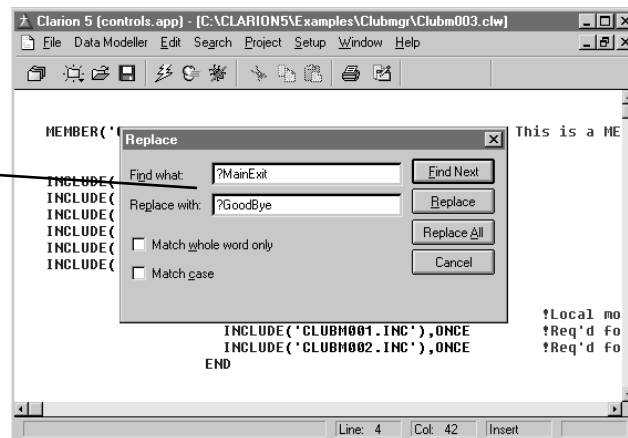 Clarion 5 (controls.app) - [C:\CLARION5\Examples\Clubmgr\Clubm003.clw]
File Data Modeller Edit Search Project Setup Window Help
MEMBER('
This is a ME
Replace
Find what: ?MainExit Find Next
Replace with: ?GoodBye Replace
Replace All
Match whole word only
Cancel
Match case
INCLUDE(
INCLUDE(
INCLUDE(
INCLUDE(
INCLUDE(
INCLUDE(
!Local mo
INCLUDE('CLUBM001.INC'),ONCE !Req'd fo
INCLUDE('CLUBM002.INC'),ONCE !Req'd fo
END
Line: 4 Col: 42 Insert